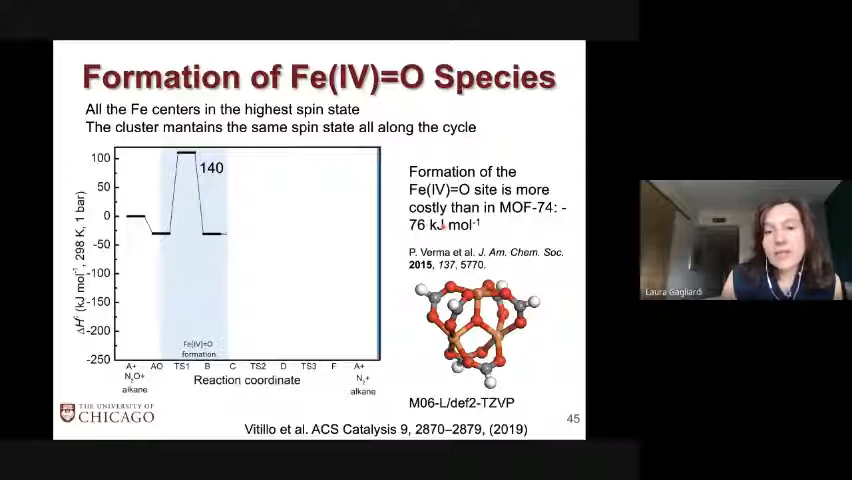 Formation of Fe(IV)=O Species
All the Fe centers in the highest spin state
The cluster mantains the same spin state all along the cycle
100
50
0
-50
-100
-150
-200
-250
ΔH° (kJ mol⁻¹, 298 K, 1 bar)
140
Fe(IV)=O
formation
A+ AO TS1 B C TS2 D TS3 F A+
N₂O+ N₂+
alkane alkane
Reaction coordinate
Formation of the
Fe(IV)=O site is more
costly than in MOF-74: -
76 kJ mol⁻¹
P. Verma et al. J. Am. Chem. Soc.
2015, 137, 5770.
M06-L/def2-TZVP
THE UNIVERSITY OF
CHICAGO
45
Vitillo et al. ACS Catalysis 9, 2870–2879, (2019)
Laura Gagliardi